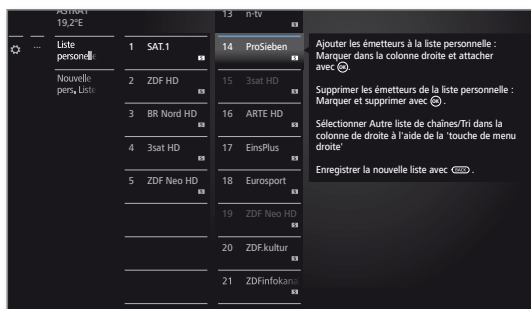 ASTRA1
19,2°E
Liste
personelle
Nouvelle
pers, Liste
1 SAT.1
2 ZDF HD
3 BR Nord HD
4 3sat HD
5 ZDF Neo HD
13 n-tv
14 ProSieben
15 3sat HD
16 ARTE HD
17 EinsPlus
18 Eurosport
19 ZDF Neo HD
20 ZDF.kultur
21 ZDFinfokana
Ajouter les émetteurs à la liste personelle :
Marquer dans la colonne droite et attacher
avec OK.
Supprimer les émetteurs de la liste personelle :
Marquer et supprimer avec OK .
Sélectionner Autre liste de chaînes/Tri dans la
colonne de droite à l'aide de la 'touche de menu
droite'
Enregistrer la nouvelle liste avec BACK .